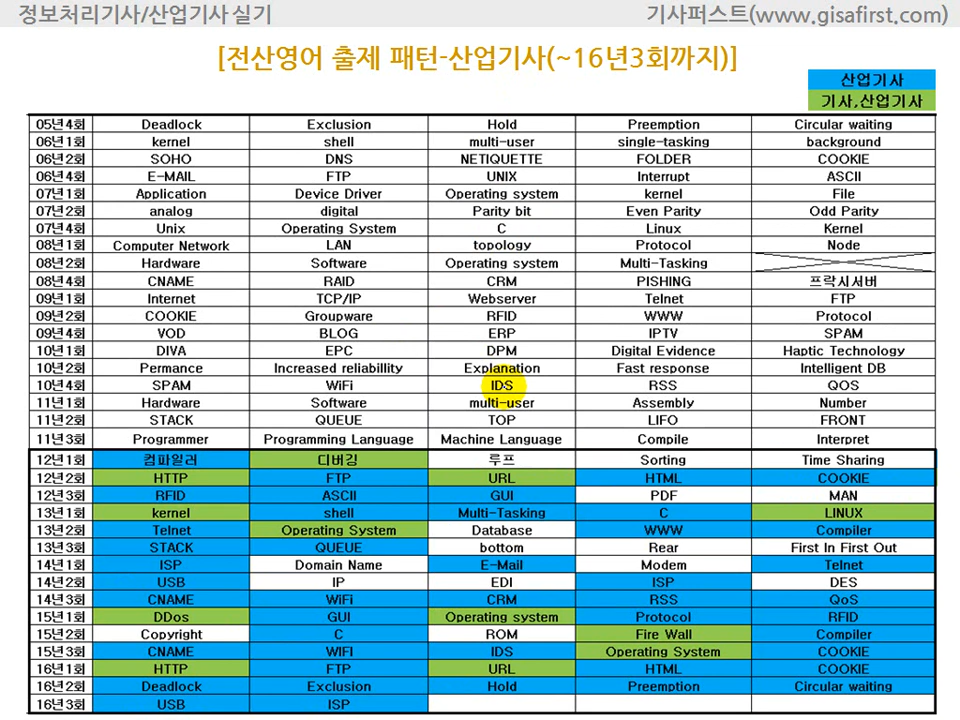 정보처리기사/산업기사 실기 기사퍼스트(www.gisafirst.com)
[전산영어 출제 패턴-산업기사(~16년3회까지)]
산업기사
기사,산업기사
05년4회 Deadlock Exclusion Hold Preemption Circular waiting
06년1회 kernel shell multi-user single-tasking background
06년2회 SOHO DNS NETIQUETTE FOLDER COOKIE
06년4회 E-MAIL FTP UNIX Interrupt ASCII
07년1회 Application Device Driver Operating system kernel File
07년2회 analog digital Parity bit Even Parity Odd Parity
07년4회 Unix Operating System C Linux Kernel
08년1회 Computer Network LAN topology Protocol Node
08년2회 Hardware Software Operating system Multi-Tasking
08년4회 CNAME RAID CRM PISHING 프락시서버
09년1회 Internet TCP/IP Webserver Telnet FTP
09년2회 COOKIE Groupware RFID WWW Protocol
09년4회 VOD BLOG ERP IPTV SPAM
10년1회 DIVA EPC DPM Digital Evidence Haptic Technology
10년2회 Permance Increased reliabillity Explanation Fast response Intelligent DB
10년4회 SPAM WiFi IDS RSS QOS
11년1회 Hardware Software multi-user Assembly Number
11년2회 STACK QUEUE TOP LIFO FRONT
11년3회 Programmer Programming Language Machine Language Compile Interpret
12년1회 컴파일러 디버깅 루프 Sorting Time Sharing
12년2회 HTTP FTP URL HTML COOKIE
12년3회 RFID ASCII GUI PDF MAN
13년1회 kernel shell Multi-Tasking C LINUX
13년2회 Telnet Operating System Database WWW Compiler
13년3회 STACK QUEUE bottom Rear First In First Out
14년1회 ISP Domain Name E-Mail Modem Telnet
14년2회 USB IP EDI ISP DES
14년3회 CNAME WiFi CRM RSS QoS
15년1회 DDos GUI Operating system Protocol RFID
15년2회 Copyright C ROM Fire Wall Compiler
15년3회 CNAME WIFI IDS Operating System COOKIE
16년1회 HTTP FTP URL HTML COOKIE
16년2회 Deadlock Exclusion Hold Preemption Circular waiting
16년3회 USB ISP